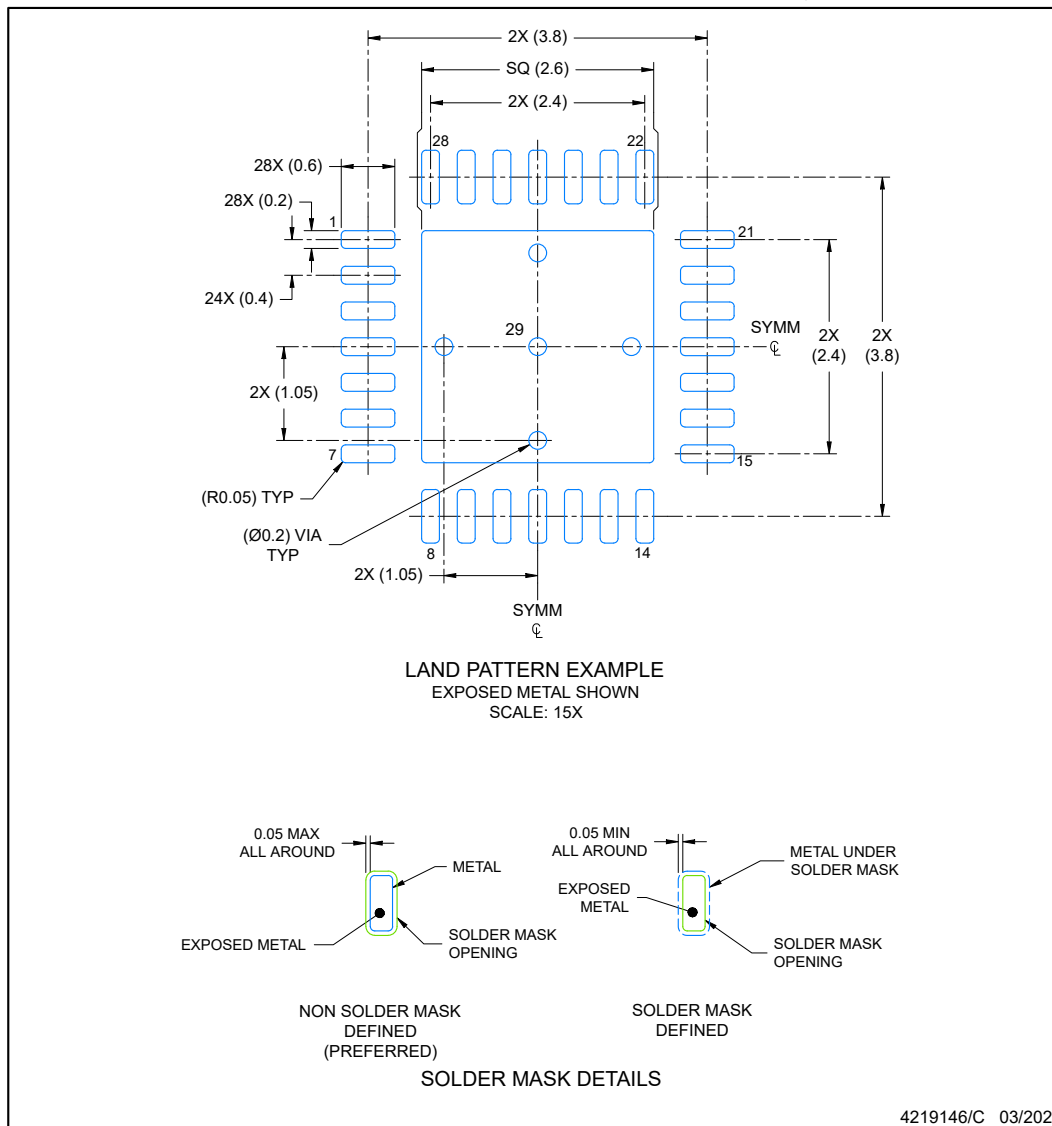 2X (3.8)
SQ (2.6)
2X (2.4)
28
22
28X (0.6)
28X (0.2)
1
21
24X (0.4)
29
SYMM
℄
2X
(2.4)
2X
(3.8)
2X (1.05)
7
15
(R0.05) TYP
(Ø0.2) VIA
TYP
8
14
2X (1.05)
SYMM
℄
LAND PATTERN EXAMPLE
EXPOSED METAL SHOWN
SCALE: 15X
0.05 MAX
ALL AROUND
METAL
EXPOSED METAL
SOLDER MASK
OPENING
NON SOLDER MASK
DEFINED
(PREFERRED)
0.05 MIN
ALL AROUND
METAL UNDER
SOLDER MASK
EXPOSED
METAL
SOLDER MASK
OPENING
SOLDER MASK
DEFINED
SOLDER MASK DETAILS
4219146/C 03/202